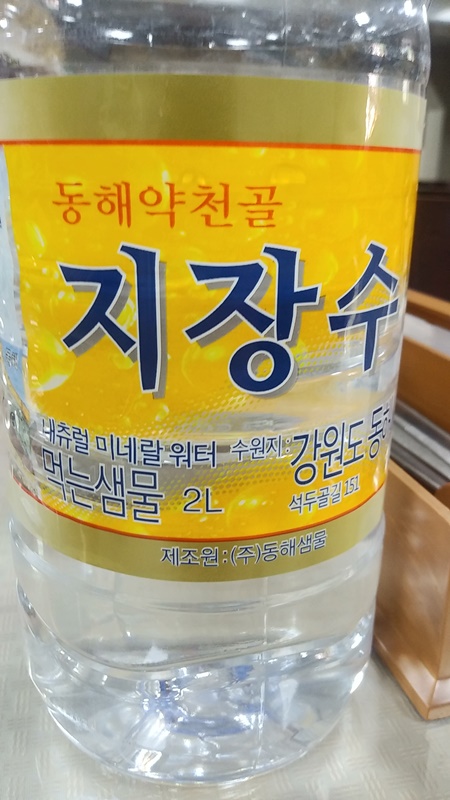 동해약천골
지장수
내츄럴 미네랄 워터
먹는샘물 2L
수원지:강원도
석두골길 151
제조원:(주)동해샘물